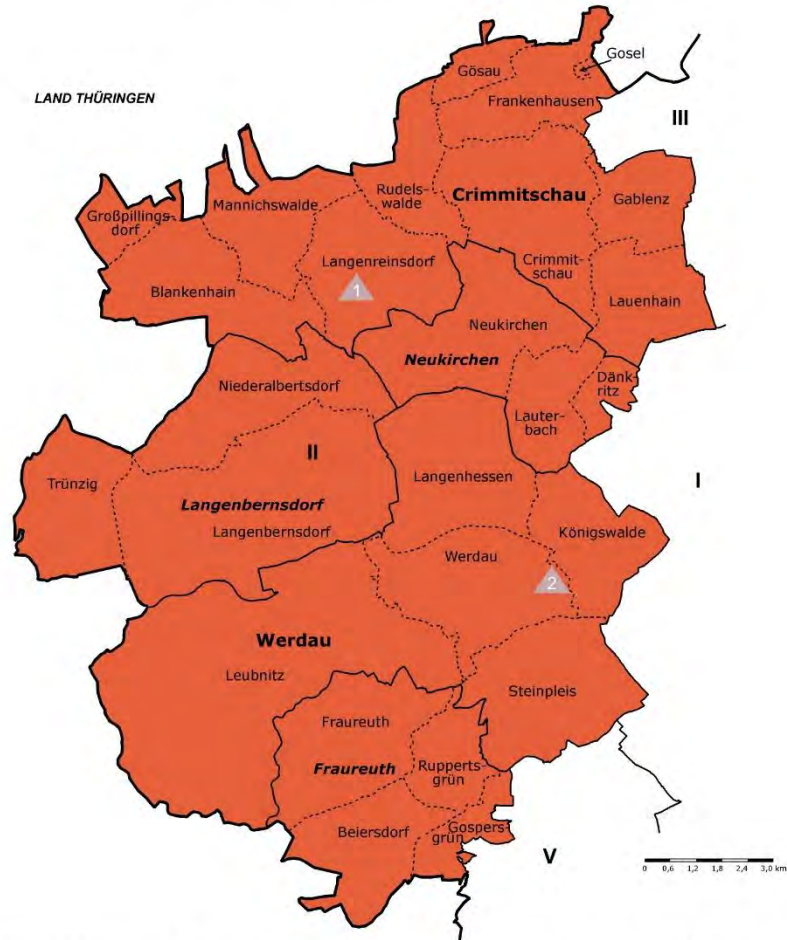 Gosel
Gösau
LAND THÜRINGEN
Frankenhausen
III
Rudels-
walde
Crimmitschau
Mannichswalde
Gablenz
Großpillings
dorf
Langenreinsdorf
Crimmit-
schau
1
Blankenhain
Lauenhain
Neukirchen
Neukirchen
Dänk-
ritz
Niederalbertsdorf
Lauter-
bach
II
Trünzig
Langenhessen
I
Langenbernsdorf
Langenbernsdorf
Königswalde
Werdau
2
Werdau
Leubnitz
Steinpleis
Fraureuth
Fraureuth
Rupperts-
grün
Beiersdorf
Gospers-
grün
V
0 0,6 1,2 1,8 2,4 3,0 km